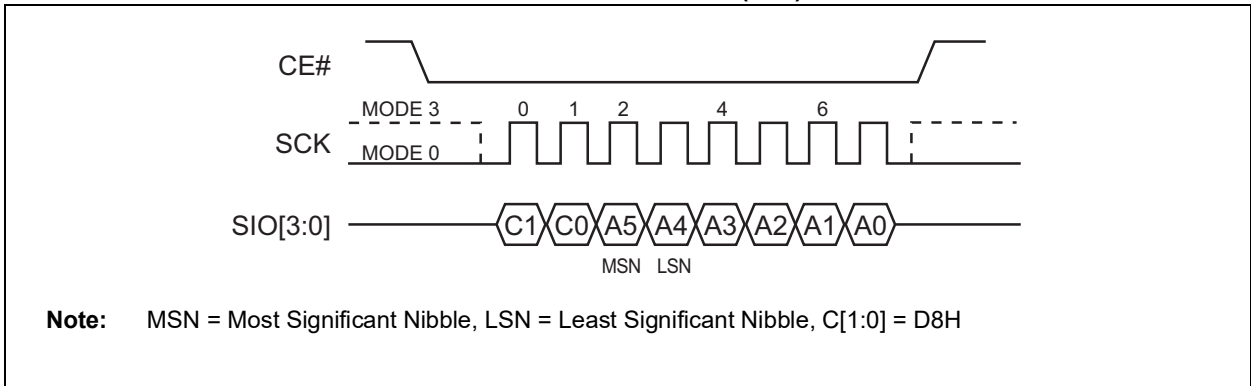 CE#
MODE 3 0 1 2 4 6
SCK
MODE 0
SIO[3:0] C1 C0 A5 A4 A3 A2 A1 A0
MSN LSN
Note: MSN = Most Significant Nibble, LSN = Least Significant Nibble, C[1:0] = D8H